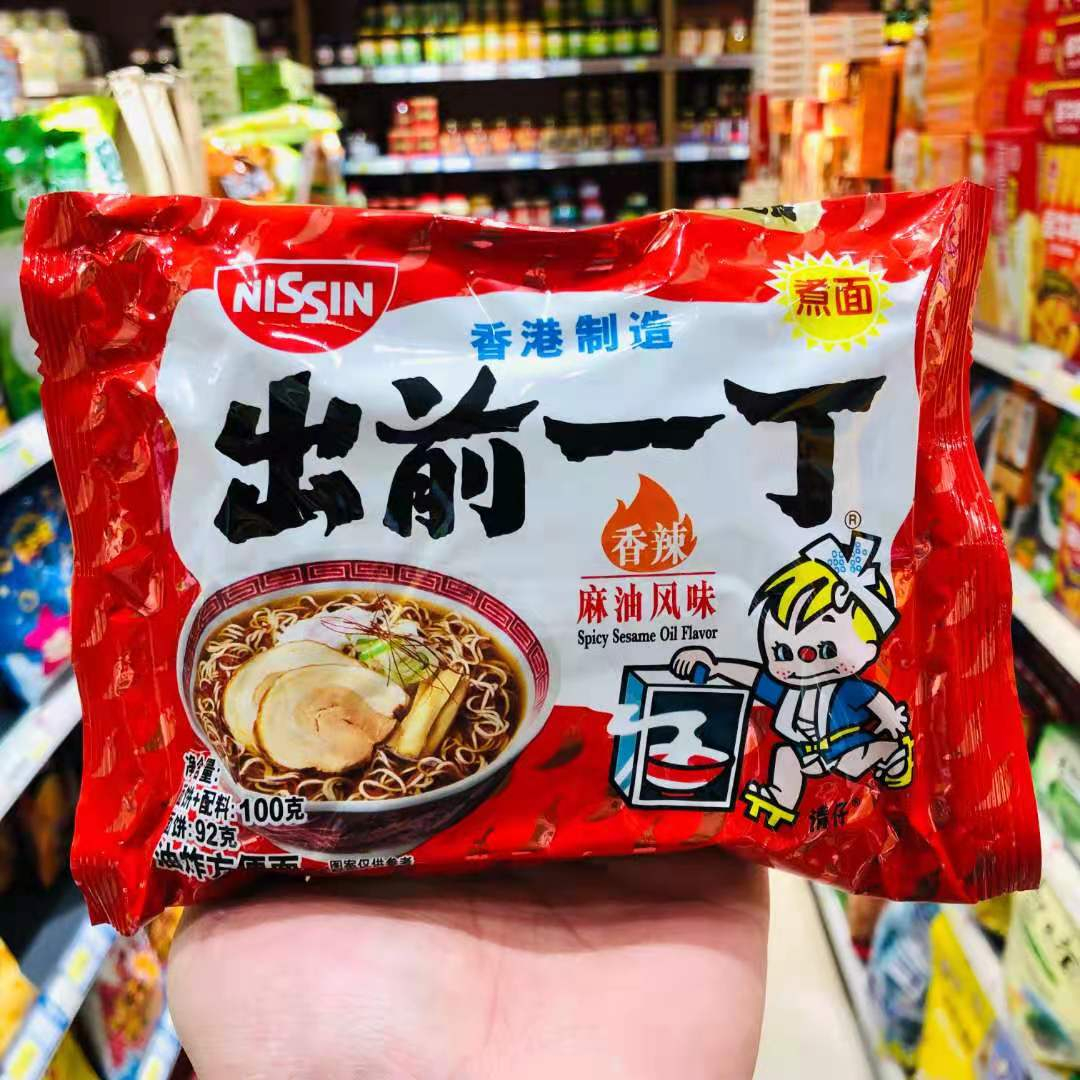 NISSIN
煮面
香港制造
出前一丁
®
香辣
麻油风味
Spicy Sesame Oil Flavor
清仔
净含量:
面饼+配料: 100克
面饼: 92克
油炸方便面
图案仅供参考